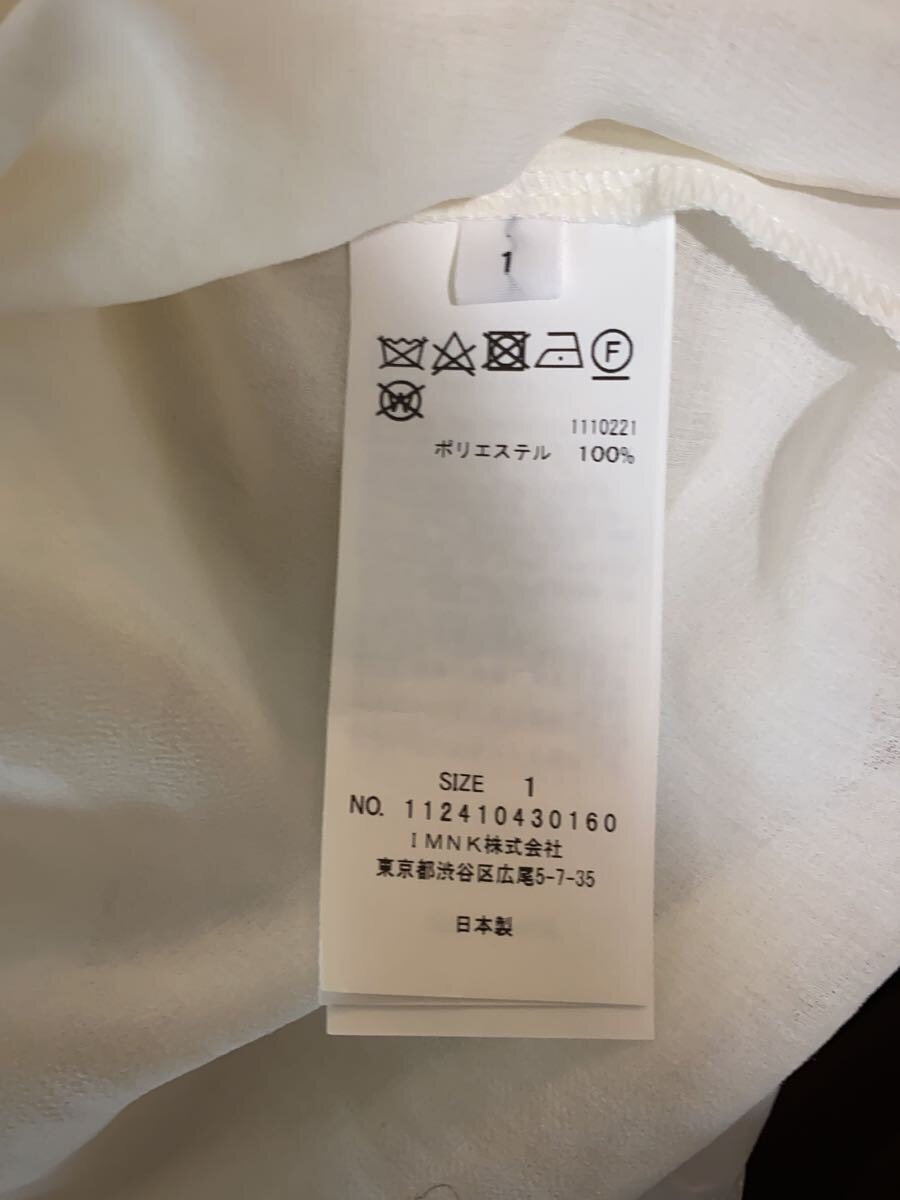 1
F
W
1110221
ポリエステル 100%
SIZE 1
NO. 112410430160
IMNK株式会社
東京都渋谷区広尾5-7-35
日本製